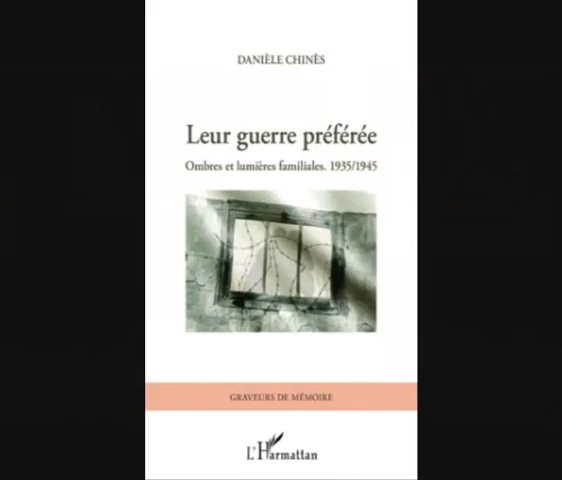 DANIÈLE CHINÈS
Leur guerre préférée
Ombres et lumières familiales. 1935/1945
GRAVEURS DE MÉMOIRE
L'Harmattan